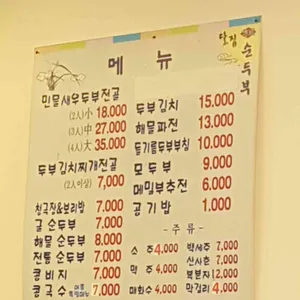 메 뉴
달집
순두부
민물새우두부전골
(2人) 小 18,000
(3人) 中 27,000
(4人) 大 35,000
두부김치찌개전골
(2人이상) 7,000
청국장&보리밥 7,000
굴 순두부 7,000
해물 순두부 8,000
전통 순두부 7,000
콩 비 지 7,000
콩 국 수 7,000
두부김치 15,000
해물파전 13,000
들기름두부부침 10,000
모 두 부 9,000
메밀부추전 6,000
공 기 밥 1,000
- 주 류 -
소 주 4,000
맥 주 4,000
매화수 4,000
백세주 7,000
산사춘 7,000
복분자 12,000
막걸리 4,000